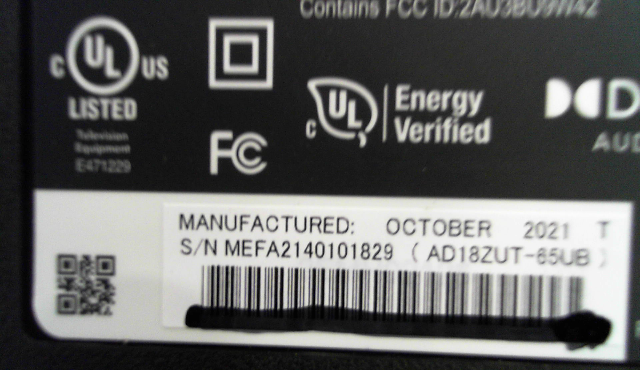 Contains FCC ID:2AU3BU9W42
C UL US
LISTED
Television
Equipment
E471229
FC
C UL
Energy
Verified
AUD
MANUFACTURED: OCTOBER 2021 T
S/N MEFA2140101829 ( AD18ZUT-65UB )